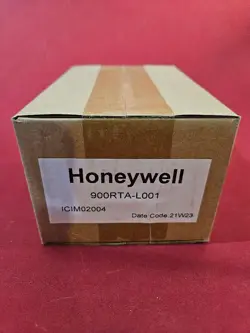 Honeywell
900RTA-L001
ICIM02004
Date Code:21W23